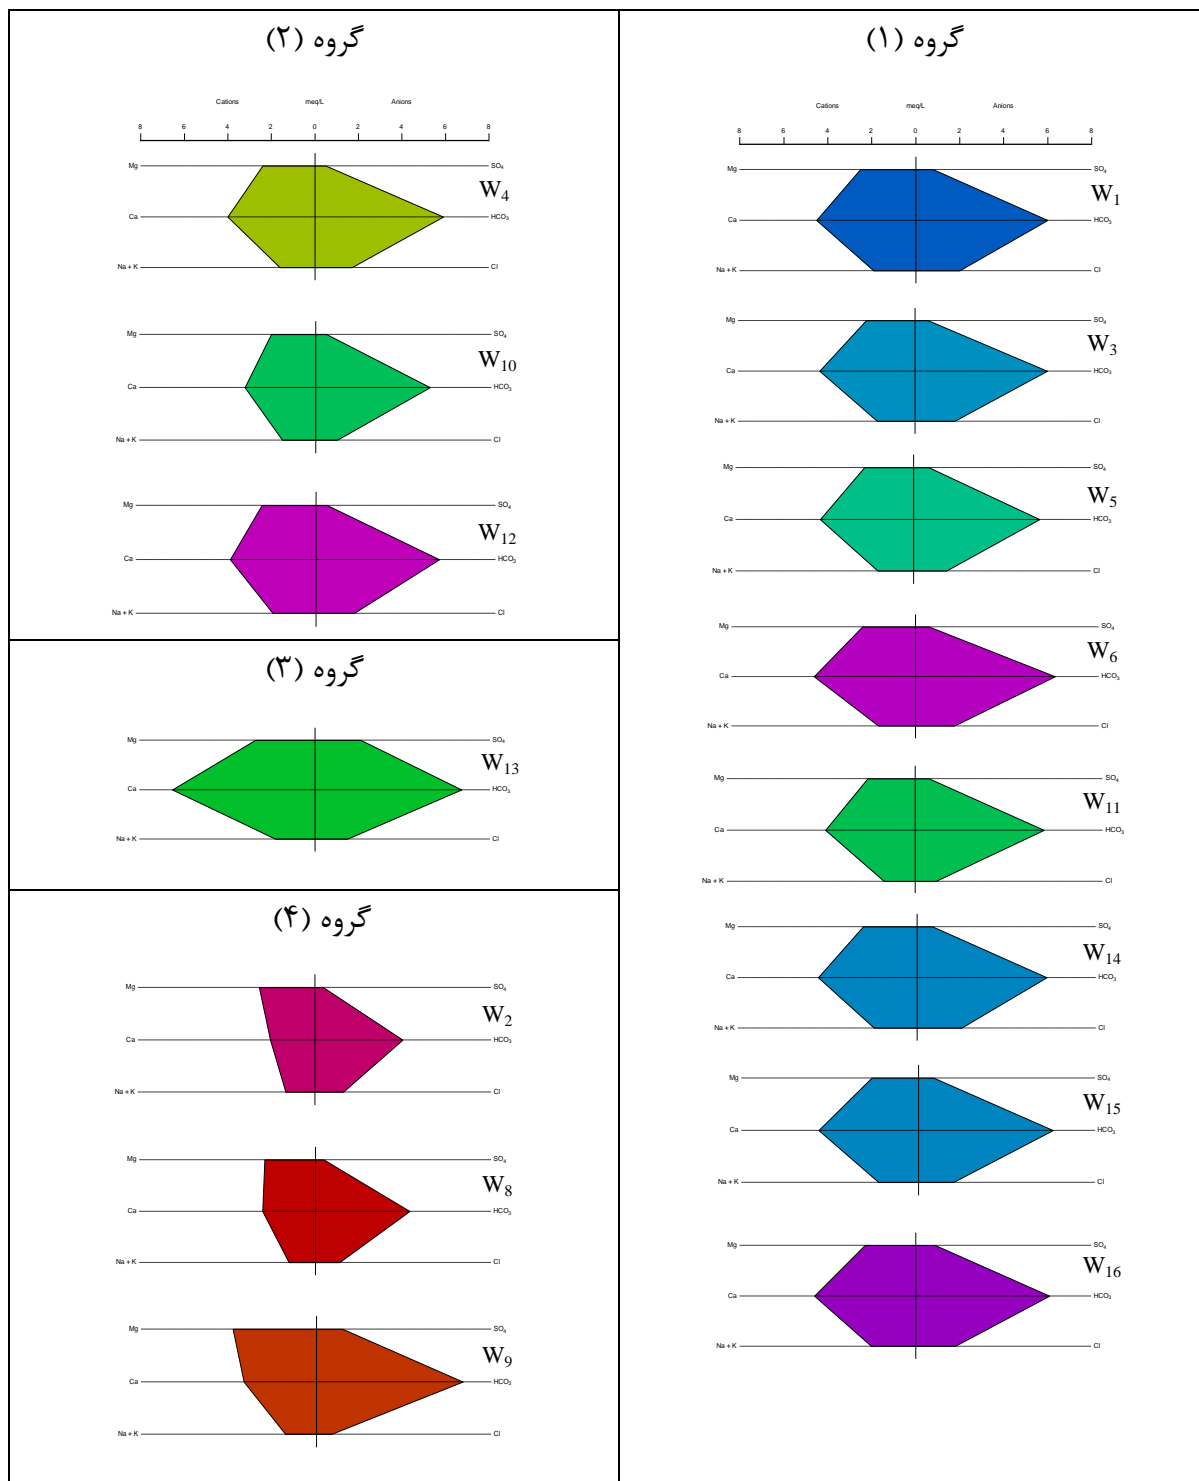 گروه (۱)
Cations meq/L Anions
8 6 4 2 0 2 4 6 8
Mg SO4
W1
Ca HCO3
Na + K Cl
Mg SO4
W3
Ca HCO3
Na + K Cl
Mg SO4
W5
Ca HCO3
Na + K Cl
Mg SO4
W6
Ca HCO3
Na + K Cl
Mg SO4
W11
Ca HCO3
Na + K Cl
Mg SO4
W14
Ca HCO3
Na + K Cl
Mg SO4
W15
Ca HCO3
Na + K Cl
Mg SO4
W16
Ca HCO3
Na + K Cl
گروه (۲)
Cations meq/L Anions
8 6 4 2 0 2 4 6 8
Mg SO4
W4
Ca HCO3
Na + K Cl
Mg SO4
W10
Ca HCO3
Na + K Cl
Mg SO4
W12
Ca HCO3
Na + K Cl
گروه (۳)
Mg SO4
W13
Ca HCO3
Na + K Cl
گروه (۴)
Mg SO4
W2
Ca HCO3
Na + K Cl
Mg SO4
W8
Ca HCO3
Na + K Cl
Mg SO4
W9
Ca HCO3
Na + K Cl